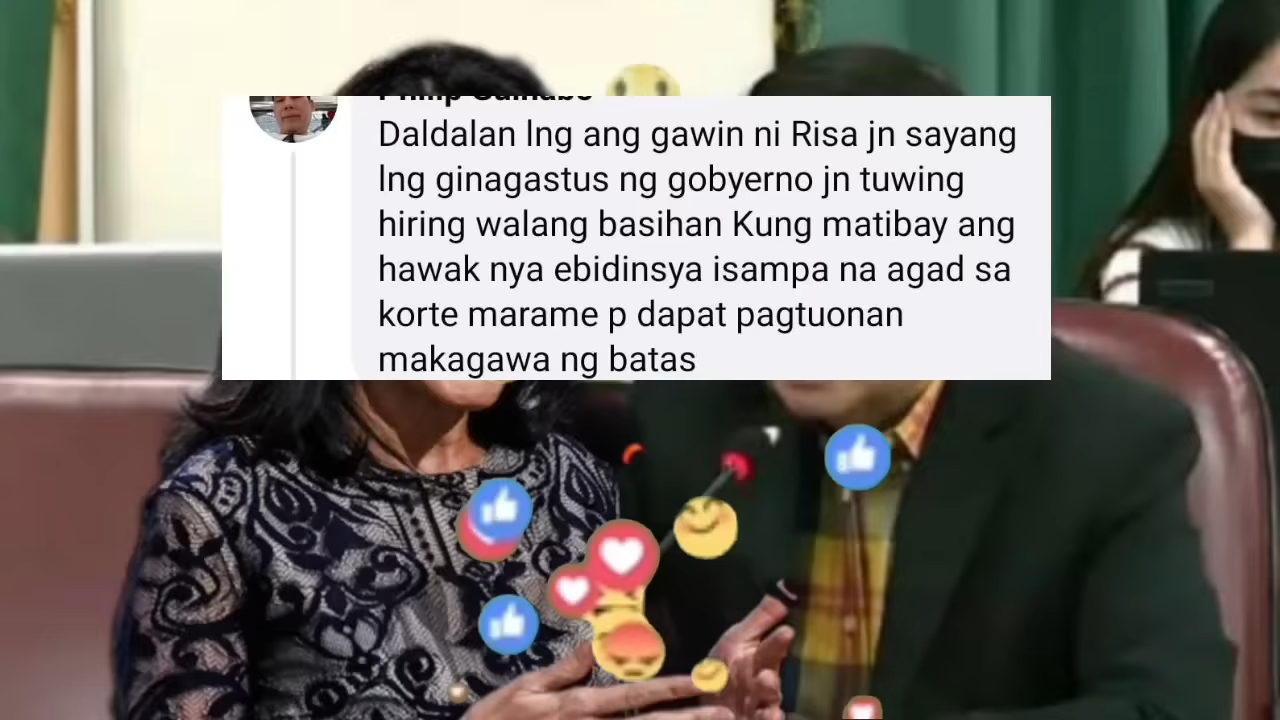 Daldalan lng ang gawin ni Risa jn sayang
lng ginagastus ng gobyerno jn tuwing
hiring walang basihan Kung matibay ang
hawak nya ebidinsya isampa na agad sa
korte marame p dapat pagtuonan
makagawa ng batas